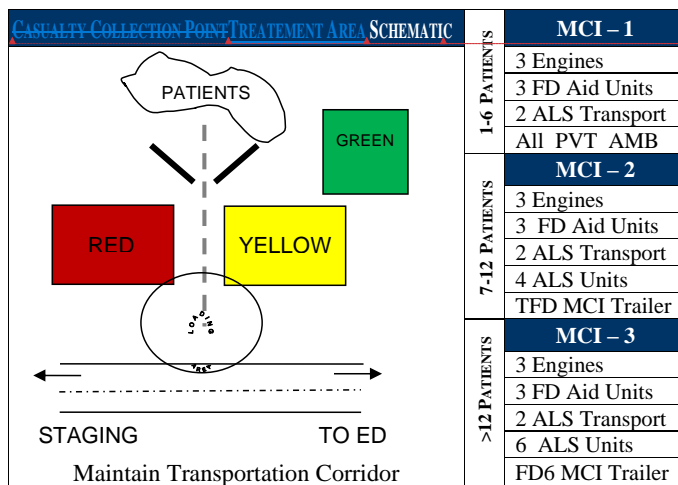 CASUALTY COLLECTION POINTTREATEMENT AREA SCHEMATIC
PATIENTS
GREEN
RED
YELLOW
LOADING
AREA
STAGING
TO ED
Maintain Transportation Corridor
1-6 PATIENTS
MCI – 1
3 Engines
3 FD Aid Units
2 ALS Transport
All PVT AMB
7-12 PATIENTS
MCI – 2
3 Engines
3 FD Aid Units
2 ALS Transport
4 ALS Units
TFD MCI Trailer
>12 PATIENTS
MCI – 3
3 Engines
3 FD Aid Units
2 ALS Transport
6 ALS Units
FD6 MCI Trailer